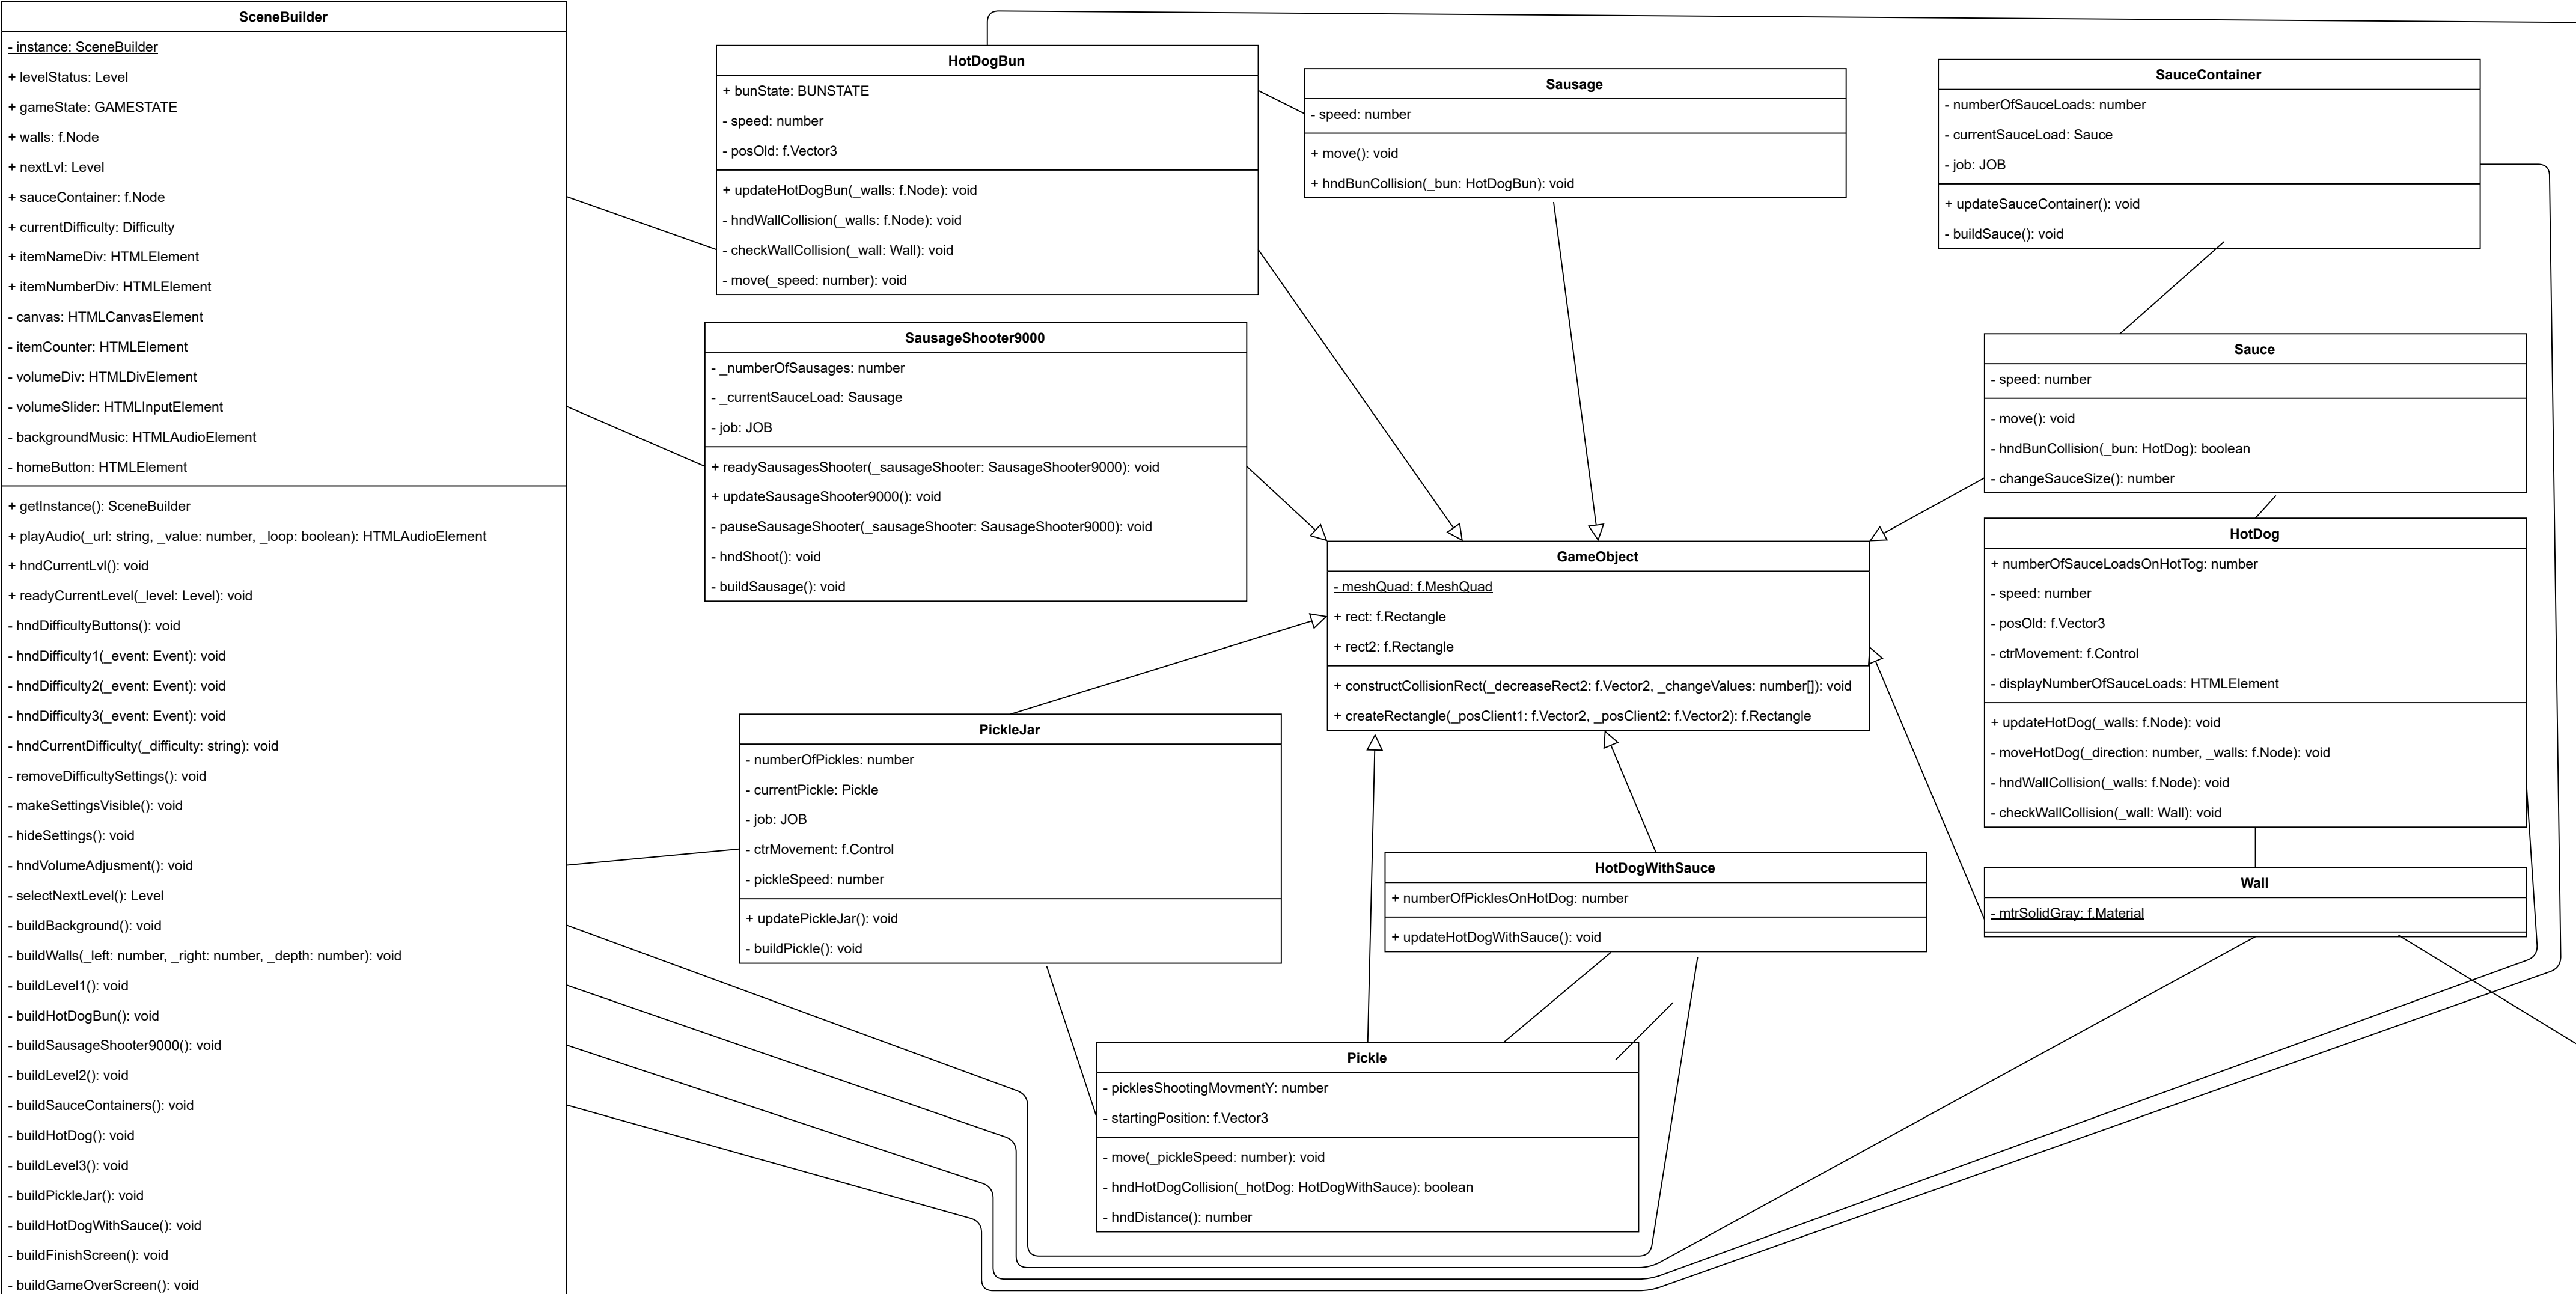 SceneBuilder
- instance: SceneBuilder
+ levelStatus: Level
+ gameState: GAMESTATE
+ walls: f.Node
+ nextLvl: Level
+ sauceContainer: f.Node
+ currentDifficulty: Difficulty
+ itemNameDiv: HTMLElement
+ itemNumberDiv: HTMLElement
- canvas: HTMLCanvasElement
- itemCounter: HTMLElement
- volumeDiv: HTMLDivElement
- volumeSlider: HTMLInputElement
- backgroundMusic: HTMLAudioElement
- homeButton: HTMLElement
+ getInstance(): SceneBuilder
+ playAudio(_url: string, _value: number, _loop: boolean): HTMLAudioElement
+ hndCurrentLvl(): void
+ readyCurrentLevel(_level: Level): void
- hndDifficultyButtons(): void
- hndDifficulty1(_event: Event): void
- hndDifficulty2(_event: Event): void
- hndDifficulty3(_event: Event): void
- hndCurrentDifficulty(_difficulty: string): void
- removeDifficultySettings(): void
- makeSettingsVisible(): void
- hideSettings(): void
- hndVolumeAdjusment(): void
- selectNextLevel(): Level
- buildBackground(): void
- buildWalls(_left: number, _right: number, _depth: number): void
- buildLevel1(): void
- buildHotDogBun(): void
- buildSausageShooter9000(): void
- buildLevel2(): void
- buildSauceContainers(): void
- buildHotDog(): void
- buildLevel3(): void
- buildPickleJar(): void
- buildHotDogWithSauce(): void
- buildFinishScreen(): void
- buildGameOverScreen(): void
HotDogBun
+ bunState: BUNSTATE
- speed: number
- posOld: f.Vector3
+ updateHotDogBun(_walls: f.Node): void
- hndWallCollision(_walls: f.Node): void
- checkWallCollision(_wall: Wall): void
- move(_speed: number): void
Sausage
- speed: number
+ move(): void
+ hndBunCollision(_bun: HotDogBun): void
SauceContainer
- numberOfSauceLoads: number
- currentSauceLoad: Sauce
- job: JOB
+ updateSauceContainer(): void
- buildSauce(): void
SausageShooter9000
- _numberOfSausages: number
- _currentSauceLoad: Sausage
- job: JOB
+ readySausagesShooter(_sausageShooter: SausageShooter9000): void
+ updateSausageShooter9000(): void
- pauseSausageShooter(_sausageShooter: SausageShooter9000): void
- hndShoot(): void
- buildSausage(): void
Sauce
- speed: number
- move(): void
- hndBunCollision(_bun: HotDog): boolean
- changeSauceSize(): number
GameObject
- meshQuad: f.MeshQuad
+ rect: f.Rectangle
+ rect2: f.Rectangle
+ constructCollisionRect(_decreaseRect2: f.Vector2, _changeValues: number[]): void
+ createRectangle(_posClient1: f.Vector2, _posClient2: f.Vector2): f.Rectangle
HotDog
+ numberOfSauceLoadsOnHotTog: number
- speed: number
- posOld: f.Vector3
- ctrMovement: f.Control
- displayNumberOfSauceLoads: HTMLElement
+ updateHotDog(_walls: f.Node): void
- moveHotDog(_direction: number, _walls: f.Node): void
- hndWallCollision(_walls: f.Node): void
- checkWallCollision(_wall: Wall): void
PickleJar
- numberOfPickles: number
- currentPickle: Pickle
- job: JOB
- ctrMovement: f.Control
- pickleSpeed: number
+ updatePickleJar(): void
- buildPickle(): void
HotDogWithSauce
+ numberOfPicklesOnHotDog: number
+ updateHotDogWithSauce(): void
Wall
- mtrSolidGray: f.Material
Pickle
- picklesShootingMovmentY: number
- startingPosition: f.Vector3
- move(_pickleSpeed: number): void
- hndHotDogCollision(_hotDog: HotDogWithSauce): boolean
- hndDistance(): number